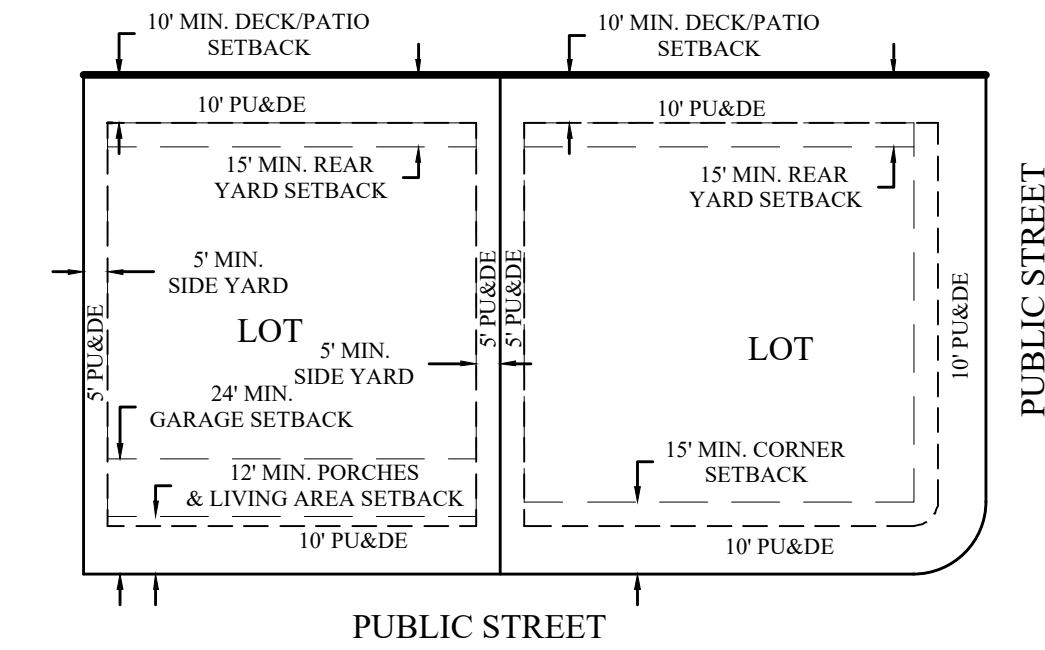 10' MIN. DECK/PATIO
SETBACK
10' MIN. DECK/PATIO
SETBACK
10' PU&DE
10' PU&DE
15' MIN. REAR
YARD SETBACK
15' MIN. REAR
YARD SETBACK
5' MIN.
SIDE YARD
5' PU&DE
LOT
5' MIN.
SIDE YARD
5' PU&DE
5' PU&DE
LOT
10' PU&DE
PUBLIC STREET
24' MIN.
GARAGE SETBACK
12' MIN. PORCHES
& LIVING AREA SETBACK
15' MIN. CORNER
SETBACK
10' PU&DE
10' PU&DE
PUBLIC STREET